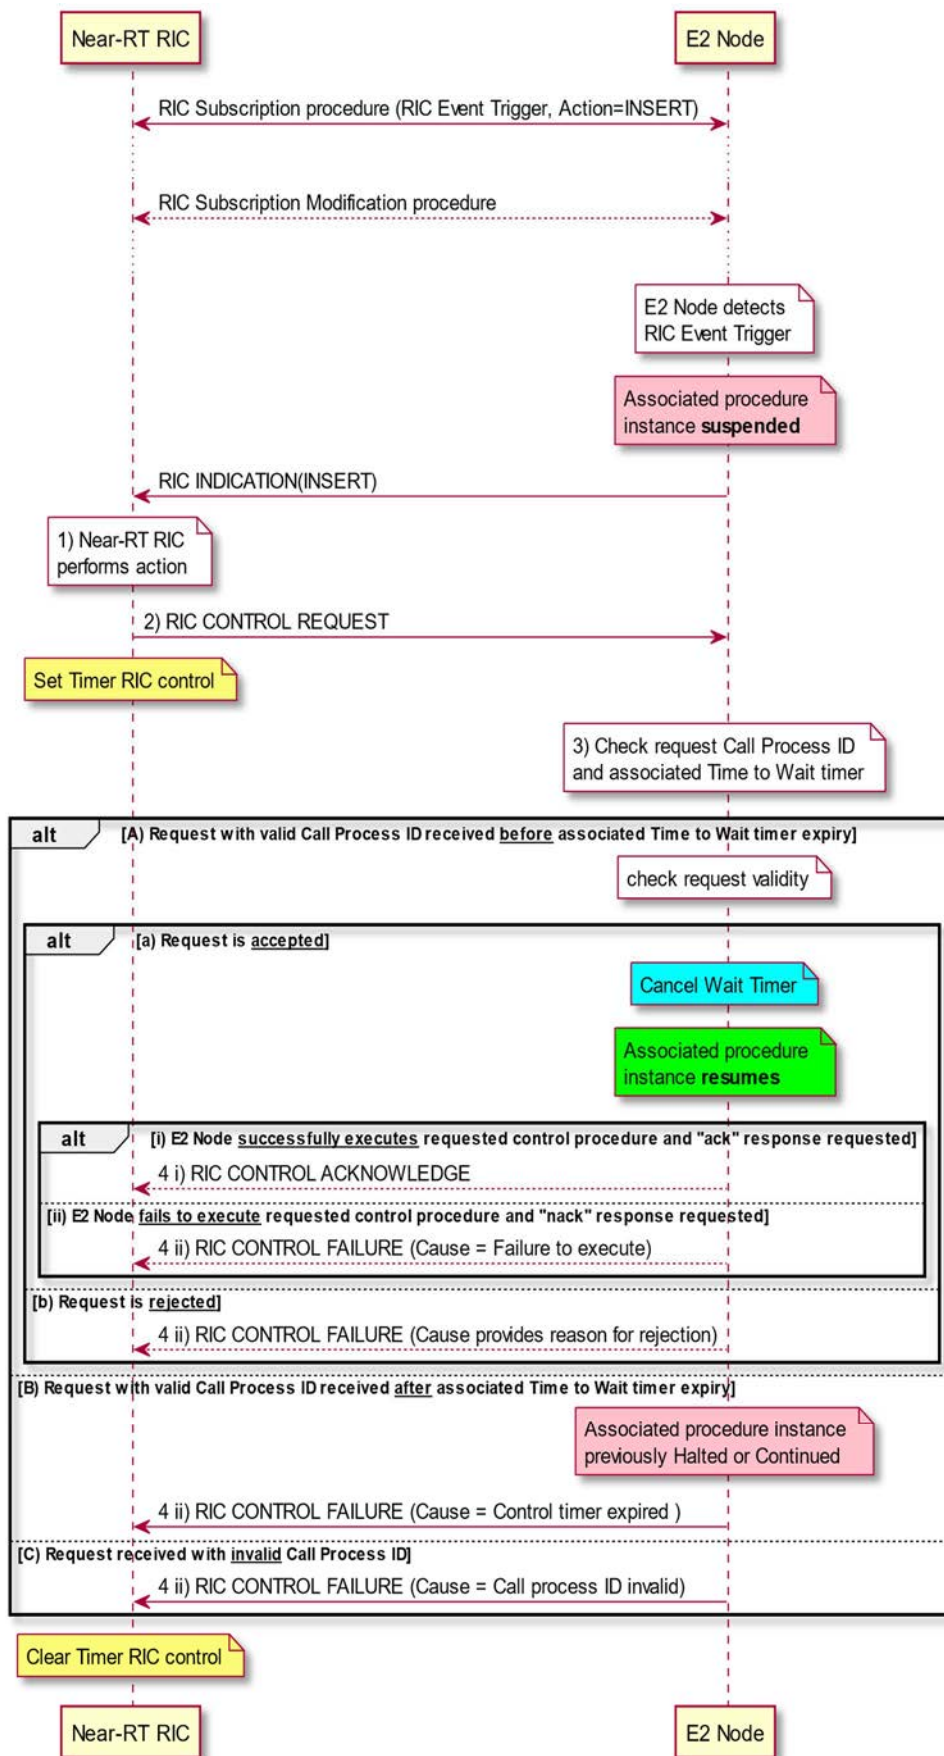 Near-RT RIC
E2 Node
RIC Subscription procedure (RIC Event Trigger, Action=INSERT)
RIC Subscription Modification procedure
E2 Node detects
RIC Event Trigger
Associated procedure
instance suspended
RIC INDICATION(INSERT)
1) Near-RT RIC
performs action
2) RIC CONTROL REQUEST
Set Timer RIC control
3) Check request Call Process ID
and associated Time to Wait timer
alt
[A) Request with valid Call Process ID received before associated Time to Wait timer expiry]
check request validity
alt
[a) Request is accepted]
Cancel Wait Timer
Associated procedure
instance resumes
alt
[i) E2 Node successfully executes requested control procedure and "ack" response requested]
4 i) RIC CONTROL ACKNOWLEDGE
[ii) E2 Node fails to execute requested control procedure and "nack" response requested]
4 ii) RIC CONTROL FAILURE (Cause = Failure to execute)
[b) Request is rejected]
4 ii) RIC CONTROL FAILURE (Cause provides reason for rejection)
[B) Request with valid Call Process ID received after associated Time to Wait timer expiry]
Associated procedure instance
previously Halted or Continued
4 ii) RIC CONTROL FAILURE (Cause = Control timer expired )
[C) Request received with invalid Call Process ID]
4 ii) RIC CONTROL FAILURE (Cause = Call process ID invalid)
Clear Timer RIC control
Near-RT RIC
E2 Node